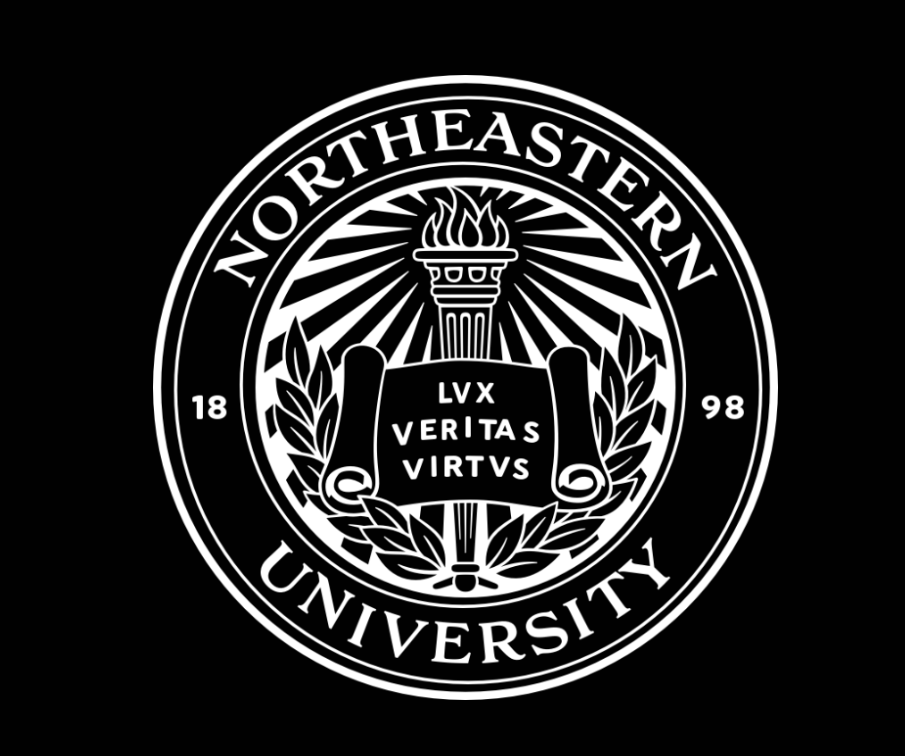 NORTHEASTERN
18 98
LVX
VERITAS
VIRTVS
UNIVERSITY